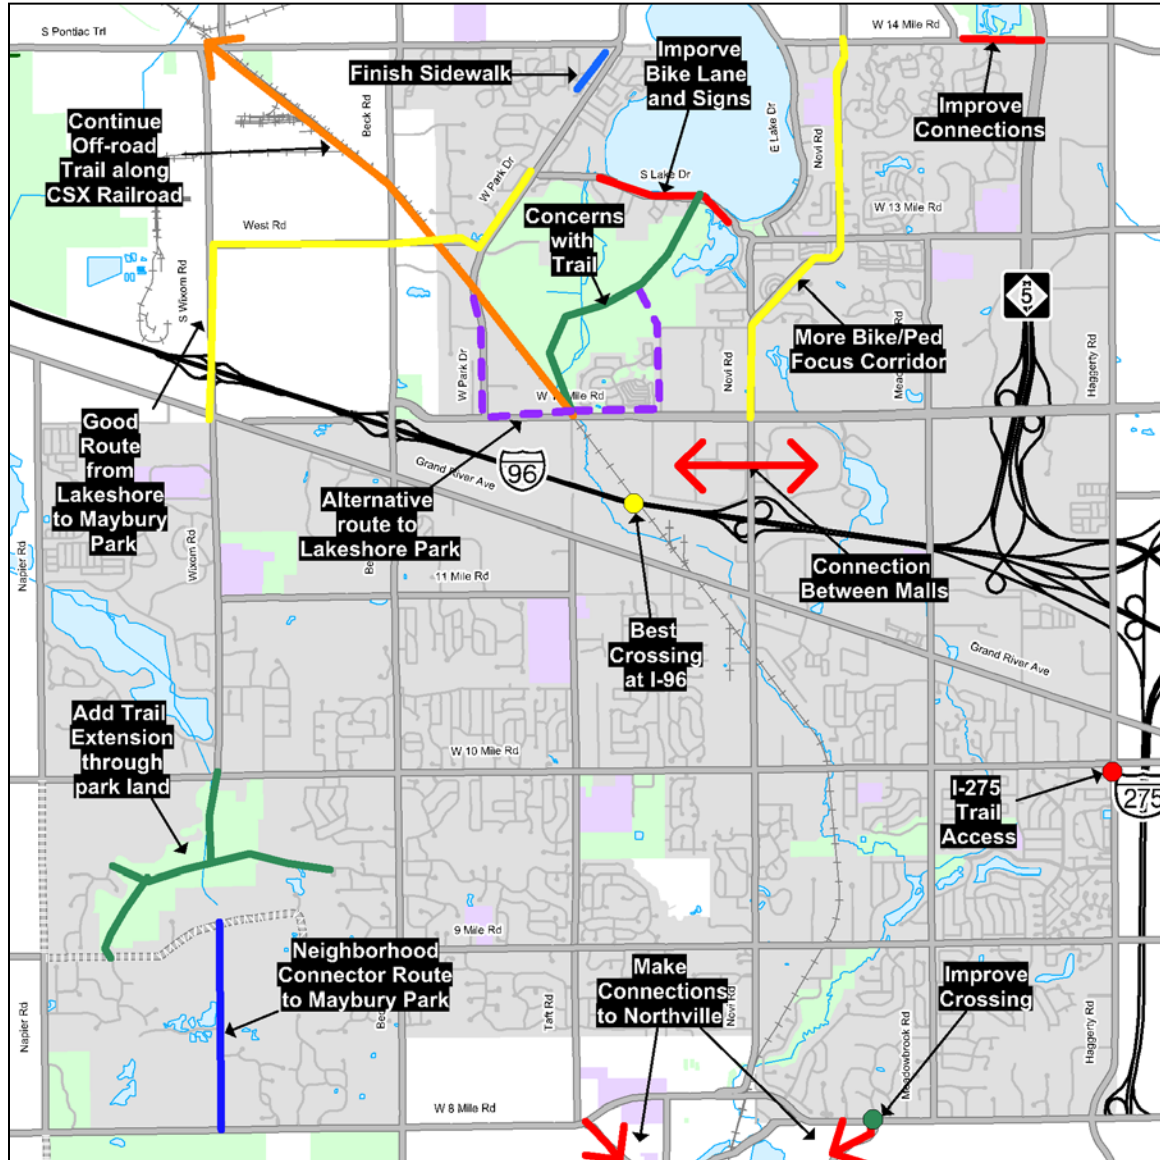 S Pontiac Trl
W 14 Mile Rd
Finish Sidewalk
Imporve
Bike Lane
and Signs
Improve
Connections
Continue
Off-road
Trail along
CSX Railroad
Beck Rd
E Lake Dr
Novi Rd
W Park Dr
S Lake Dr
W 13 Mile Rd
Concerns
with
Trail
West Rd
S Wixom Rd
5
More Bike/Ped
Focus Corridor
Haggerty Rd
W Park Dr
Novi Rd
Good
Route
from
Lakeshore
to Maybury
Park
Grand River Ave
96
Alternative
route to
Lakeshore Park
Napier Rd
Wixom Rd
11 Mile Rd
Connection
Between Malls
Best
Crossing
at I-96
Grand River Ave
Add Trail
Extension
through
park land
W 10 Mile Rd
I-275
Trail
Access
275
9 Mile Rd
Neighborhood
Connector Route
to Maybury Park
Make
Connections
to Northville
Improve
Crossing
Napier Rd
Taft Rd
Novi Rd
Meadowbrook Rd
Haggerty Rd
W 8 Mile Rd